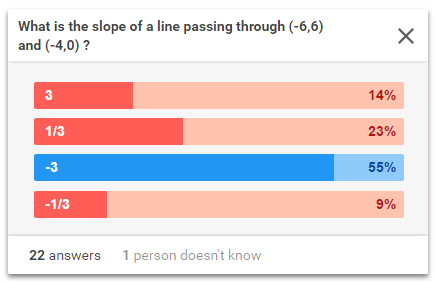 What is the slope of a line passing through (-6,6)
and (-4,0) ?
3 14%
1/3 23%
-3 55%
-1/3 9%
22 answers 1 person doesn't know